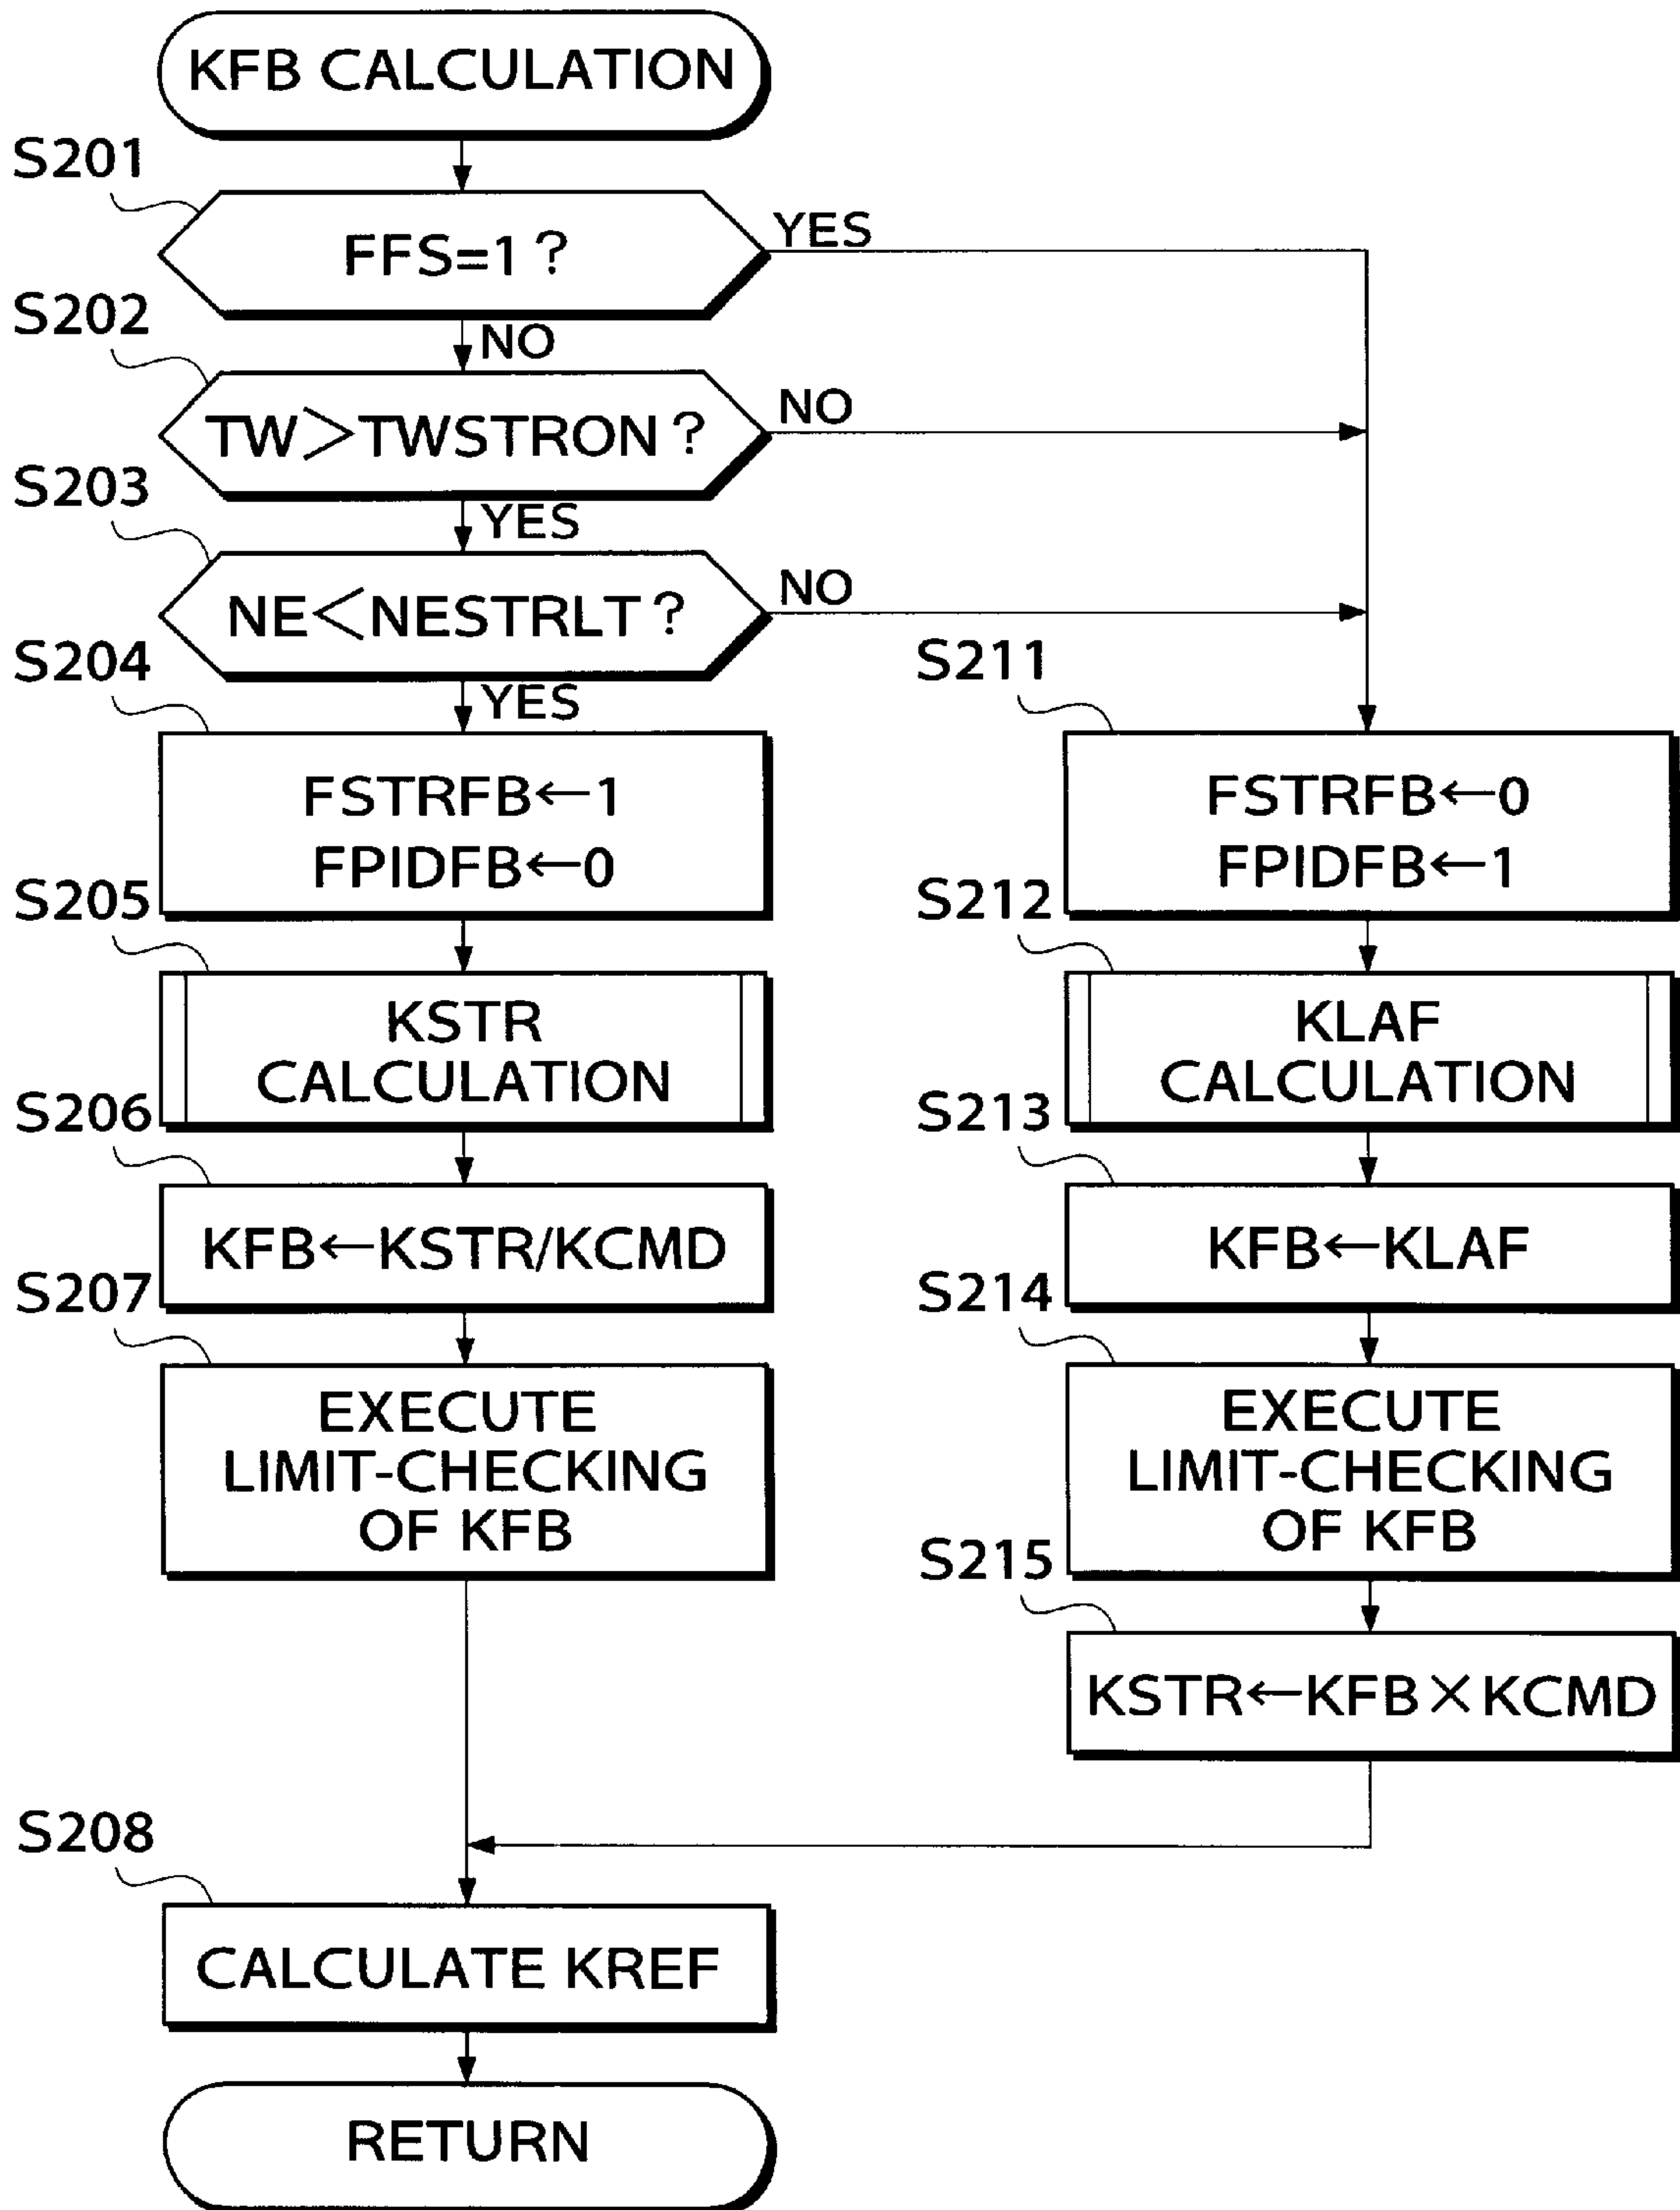 KFB CALCULATION
S201
FFS=1?
YES
NO
S202
TW>TWSTRON?
NO
YES
S203
NE<NESTRLT?
NO
YES
S204
FSTRFB←1
FPIDFB←0
S205
KSTR
CALCULATION
S206
KFB←KSTR/KCMD
S207
EXECUTE
LIMIT-CHECKING
OF KFB
S211
FSTRFB←0
FPIDFB←1
S212
KLAF
CALCULATION
S213
KFB←KLAF
S214
EXECUTE
LIMIT-CHECKING
OF KFB
S215
KSTR←KFB×KCMD
S208
CALCULATE KREF
RETURN